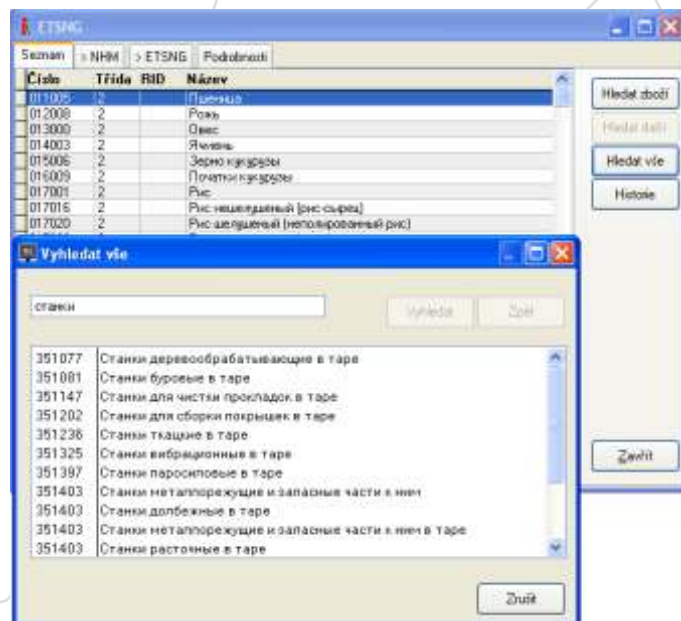 ETSNG
Seznam > NHM > ETSNG Podrobnosti
Číslo Třída RID Název
011005 2 Пшеница
012008 2 Рожь
013000 2 Овес
014003 2 Ячмень
015006 2 Зерно кукурузы
016009 2 Початки кукурузы
017001 2 Рис
017016 2 Рис нешелушеный (рис-сырец)
017020 2 Рис шелушеный (неполированный рис)
Hledat zboží
Hledat další
Hledat vše
Historie
Zavřít
Vyhledat vše
станки
Vyhledat Zpět
351077 Станки деревообрабатывающие в таре
351081 Станки буровые в таре
351147 Станки для чистки прокладок в таре
351202 Станки для сборки покрышек в таре
351236 Станки ткацкие в таре
351325 Станки вибрационные в таре
351397 Станки паросиловые в таре
351403 Станки металлорежущие и запасные части к ним
351403 Станки долбежные в таре
351403 Станки металлорежущие и запасные части к ним в таре
351403 Станки расточные в таре
Zrušit